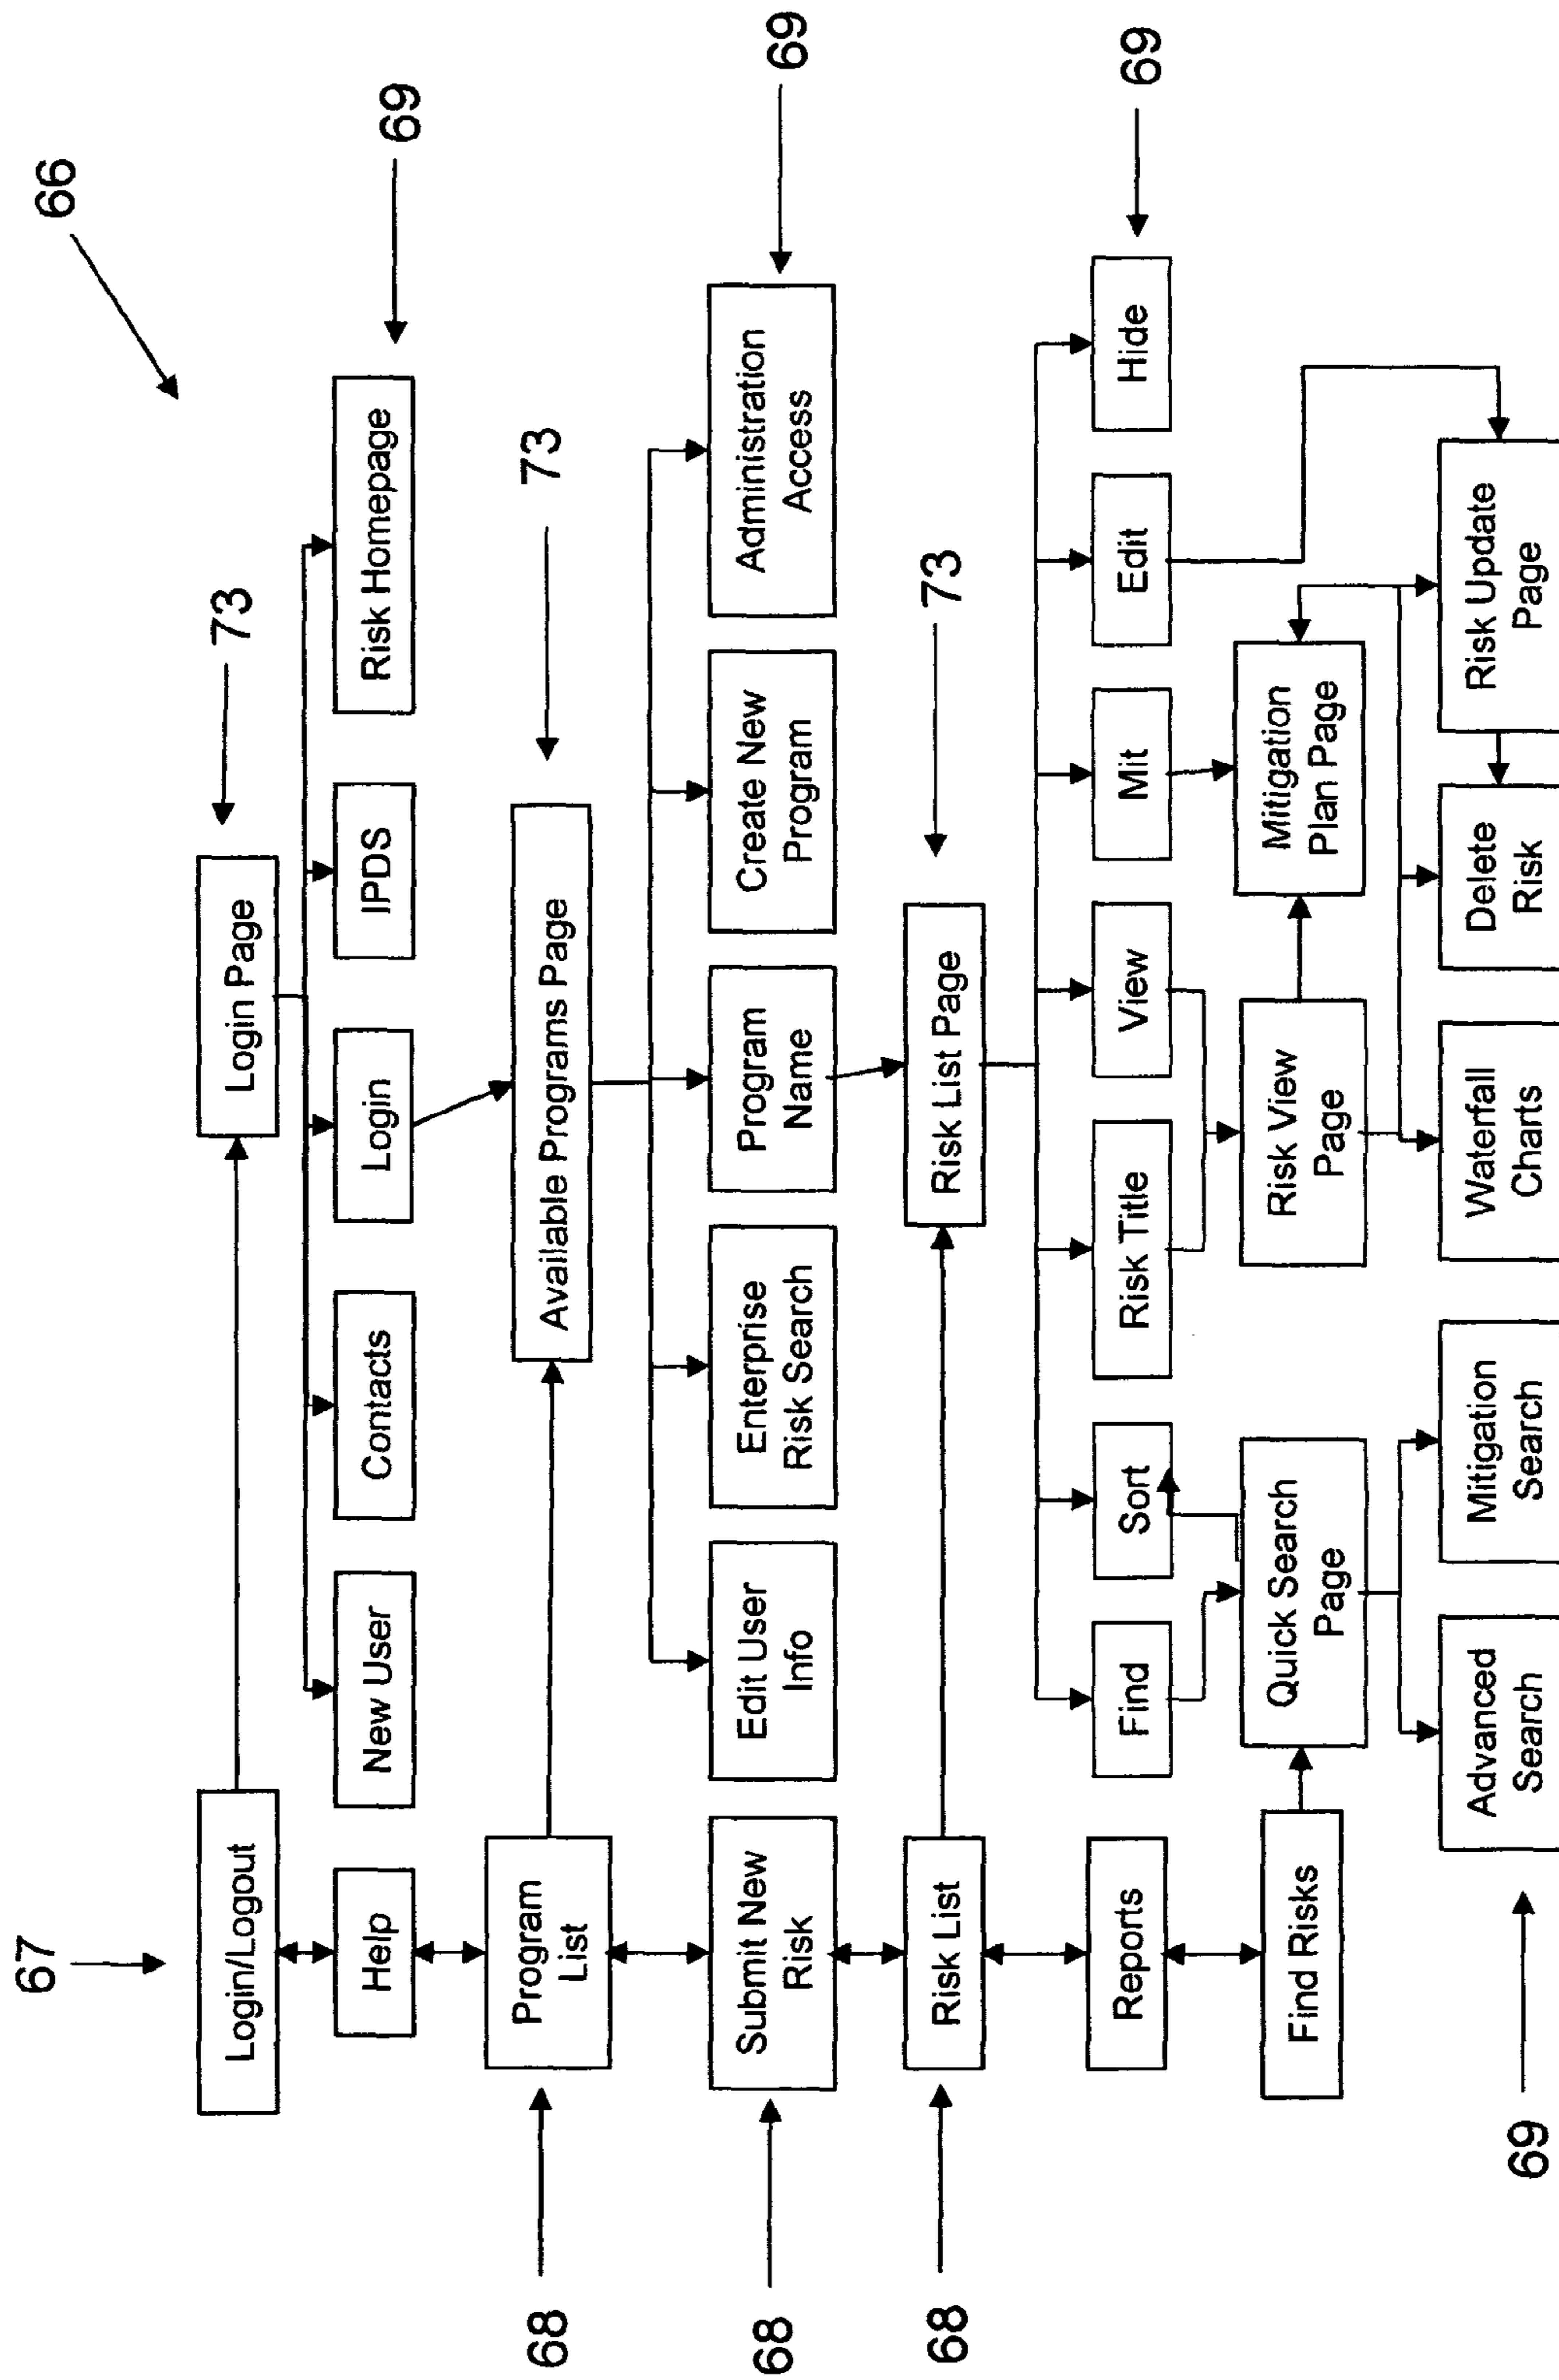 66
67
73
69
Login/Logout
Login Page
Help
New User
Contacts
Login
IPDS
Risk Homepage
73
68
Program
List
Available Programs Page
69
68
Submit New
Risk
Edit User
Info
Enterprise
Risk Search
Program
Name
Create New
Program
Administration
Access
73
68
Risk List
Risk List Page
69
Reports
Find
Sort
Risk Title
View
Mit
Edit
Hide
Find Risks
Quick Search
Page
Risk View
Page
Mitigation
Plan Page
69
Advanced
Search
Mitigation
Search
Waterfall
Charts
Delete
Risk
Risk Update
Page